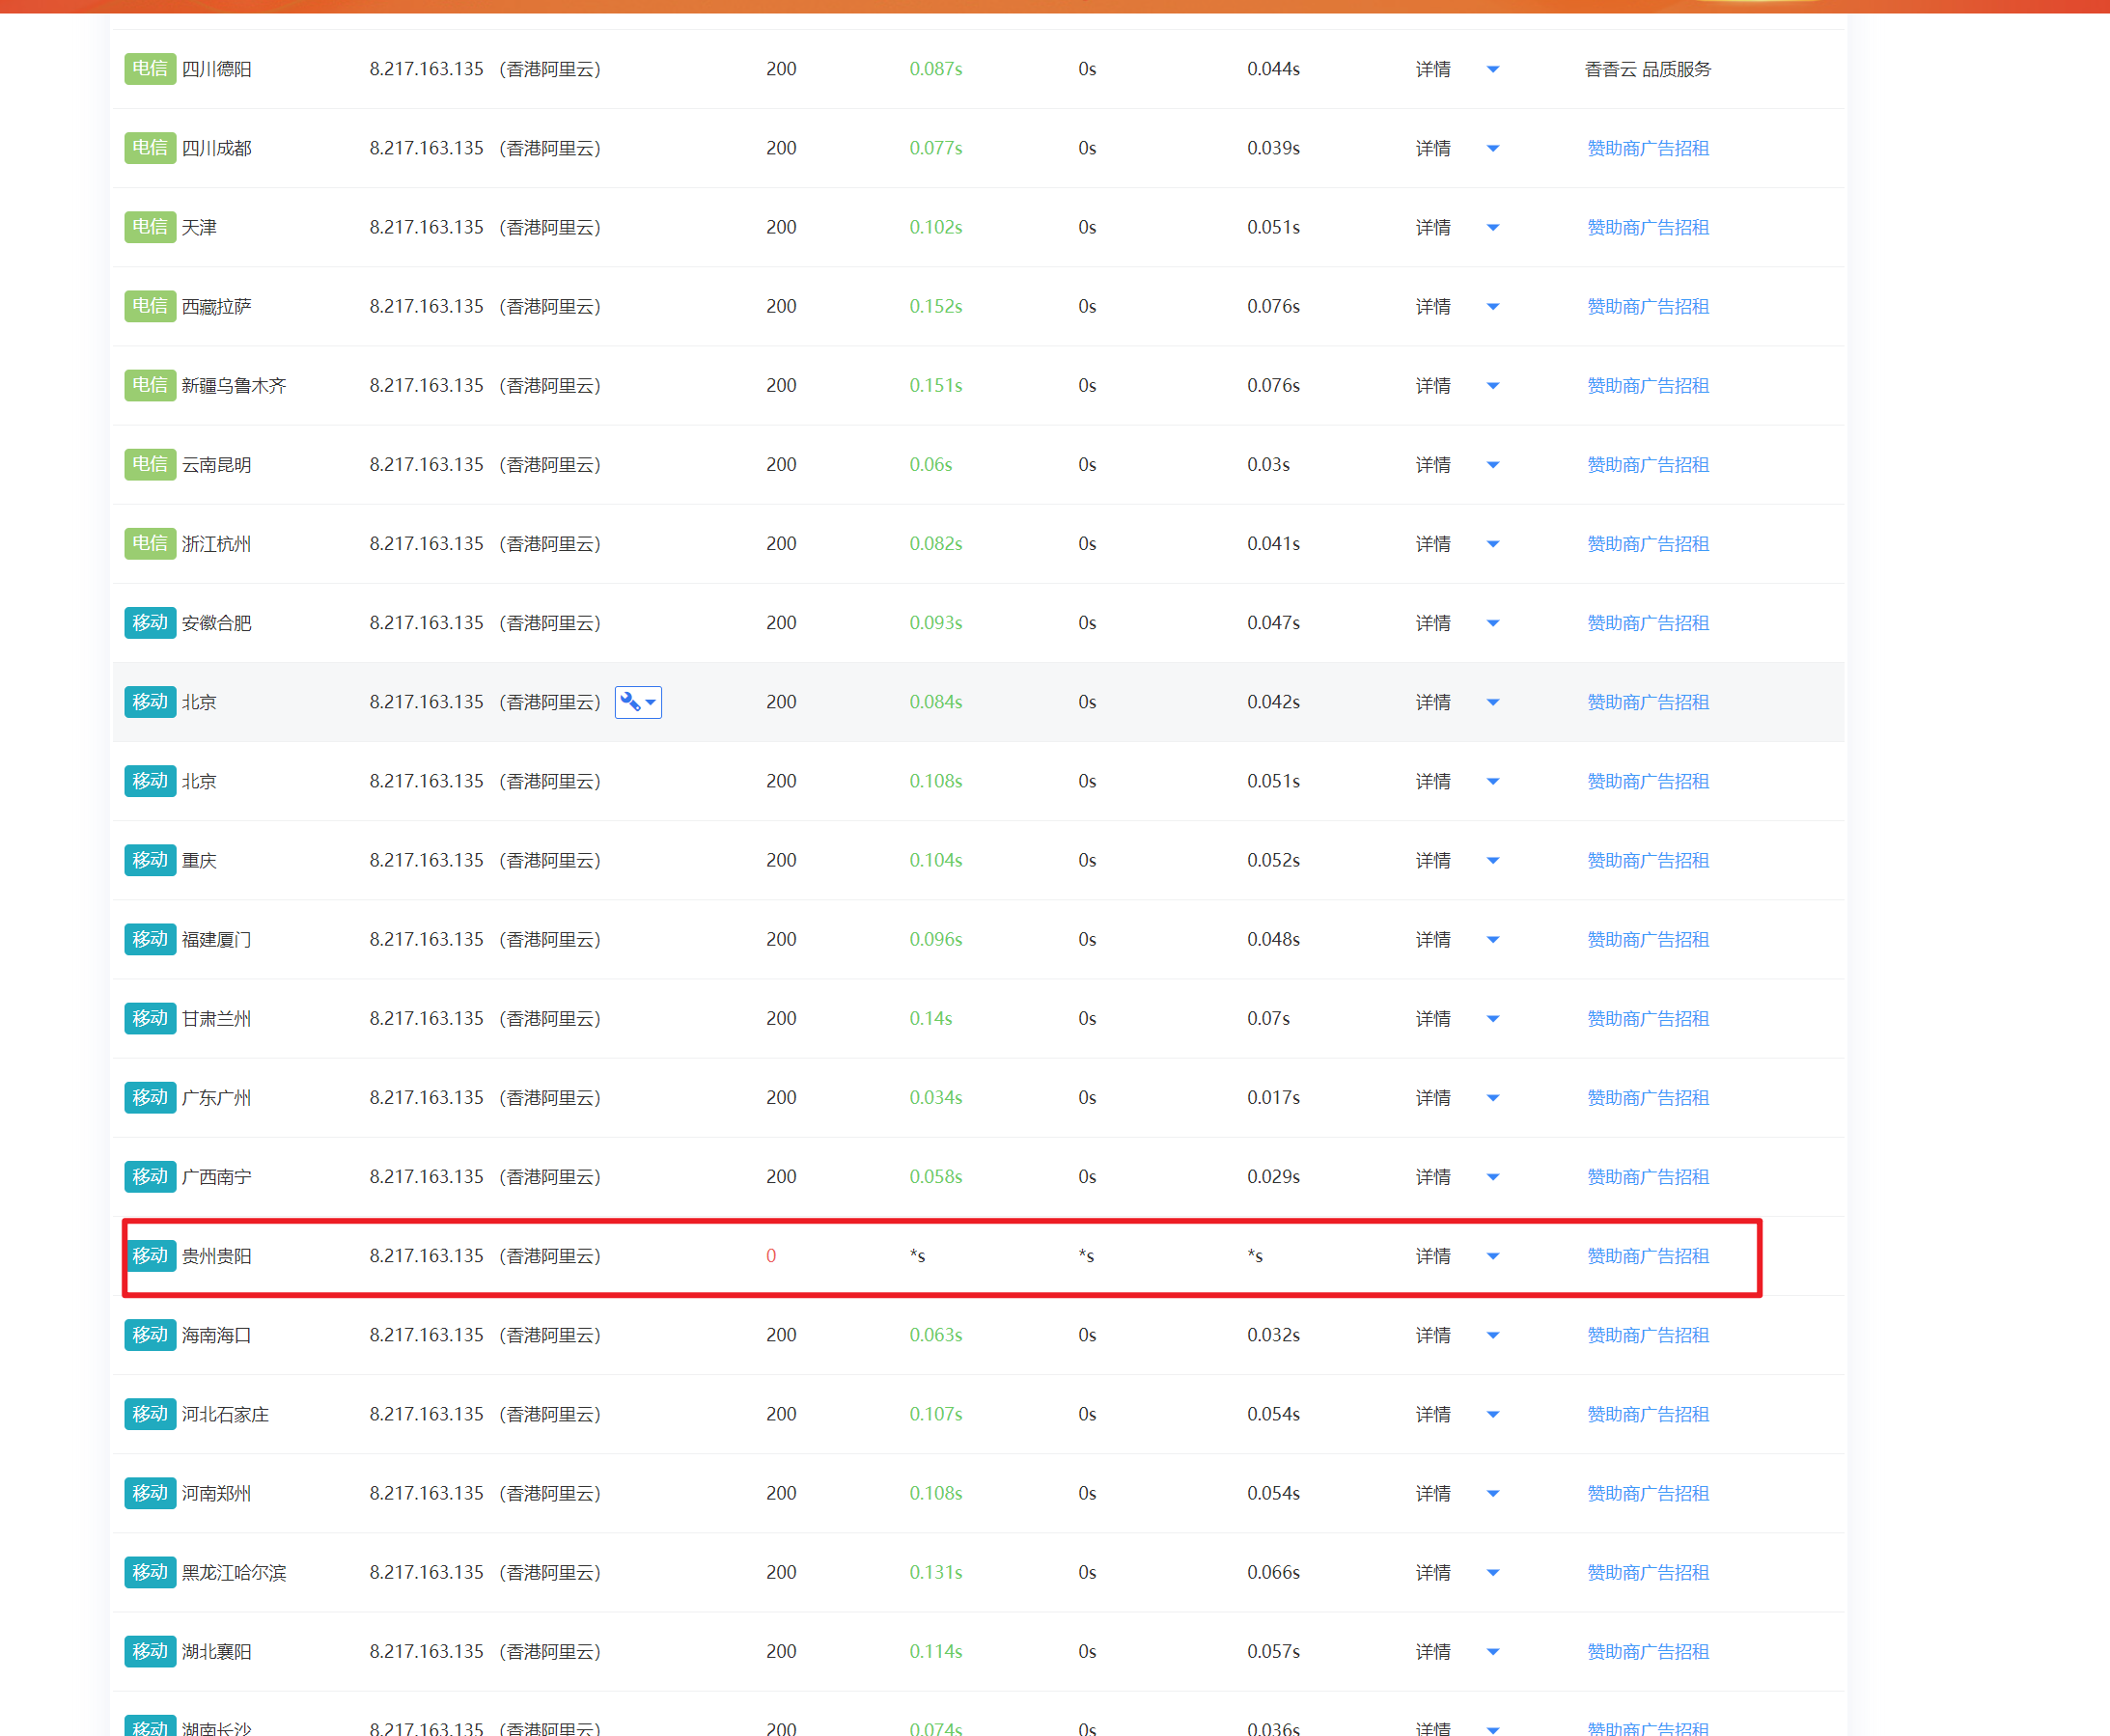 电信 四川德阳 8.217.163.135 (香港阿里云) 200 0.087s 0s 0.044s 详情 香香云 品质服务
电信 四川成都 8.217.163.135 (香港阿里云) 200 0.077s 0s 0.039s 详情 赞助商广告招租
电信 天津 8.217.163.135 (香港阿里云) 200 0.102s 0s 0.051s 详情 赞助商广告招租
电信 西藏拉萨 8.217.163.135 (香港阿里云) 200 0.152s 0s 0.076s 详情 赞助商广告招租
电信 新疆乌鲁木齐 8.217.163.135 (香港阿里云) 200 0.151s 0s 0.076s 详情 赞助商广告招租
电信 云南昆明 8.217.163.135 (香港阿里云) 200 0.06s 0s 0.03s 详情 赞助商广告招租
电信 浙江杭州 8.217.163.135 (香港阿里云) 200 0.082s 0s 0.041s 详情 赞助商广告招租
移动 安徽合肥 8.217.163.135 (香港阿里云) 200 0.093s 0s 0.047s 详情 赞助商广告招租
移动 北京 8.217.163.135 (香港阿里云) 200 0.084s 0s 0.042s 详情 赞助商广告招租
移动 北京 8.217.163.135 (香港阿里云) 200 0.108s 0s 0.051s 详情 赞助商广告招租
移动 重庆 8.217.163.135 (香港阿里云) 200 0.104s 0s 0.052s 详情 赞助商广告招租
移动 福建厦门 8.217.163.135 (香港阿里云) 200 0.096s 0s 0.048s 详情 赞助商广告招租
移动 甘肃兰州 8.217.163.135 (香港阿里云) 200 0.14s 0s 0.07s 详情 赞助商广告招租
移动 广东广州 8.217.163.135 (香港阿里云) 200 0.034s 0s 0.017s 详情 赞助商广告招租
移动 广西南宁 8.217.163.135 (香港阿里云) 200 0.058s 0s 0.029s 详情 赞助商广告招租
移动 贵州贵阳 8.217.163.135 (香港阿里云) 0 *s *s *s 详情 赞助商广告招租
移动 海南海口 8.217.163.135 (香港阿里云) 200 0.063s 0s 0.032s 详情 赞助商广告招租
移动 河北石家庄 8.217.163.135 (香港阿里云) 200 0.107s 0s 0.054s 详情 赞助商广告招租
移动 河南郑州 8.217.163.135 (香港阿里云) 200 0.108s 0s 0.054s 详情 赞助商广告招租
移动 黑龙江哈尔滨 8.217.163.135 (香港阿里云) 200 0.131s 0s 0.066s 详情 赞助商广告招租
移动 湖北襄阳 8.217.163.135 (香港阿里云) 200 0.114s 0s 0.057s 详情 赞助商广告招租
移动 湖南长沙 8.217.163.135 (香港阿里云) 200 0.074s 0s 0.036s 详情 赞助商广告招租